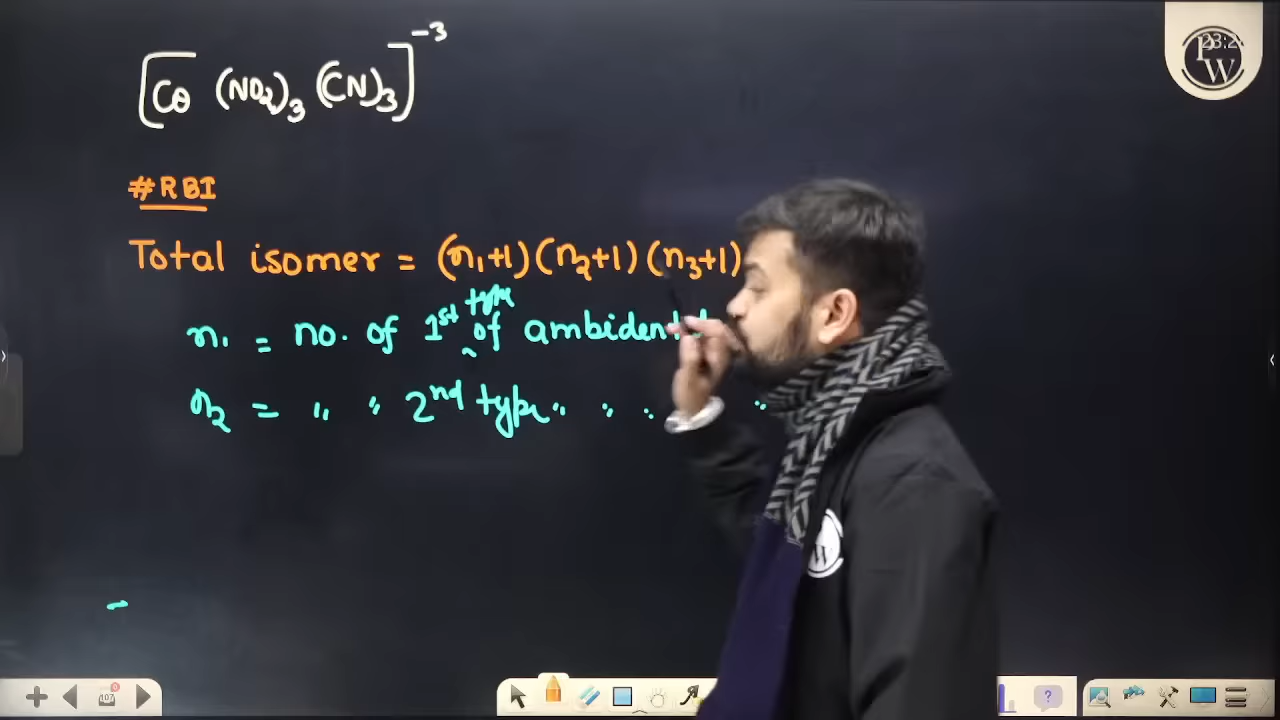 [Co (NO2)3 (CN)3]-3
#RBI
Total isomer = (n1+1) (n2+1) (n3+1)
n1 = no. of 1st type of ambident
n2 = " " 2nd type " " " "
PW
W